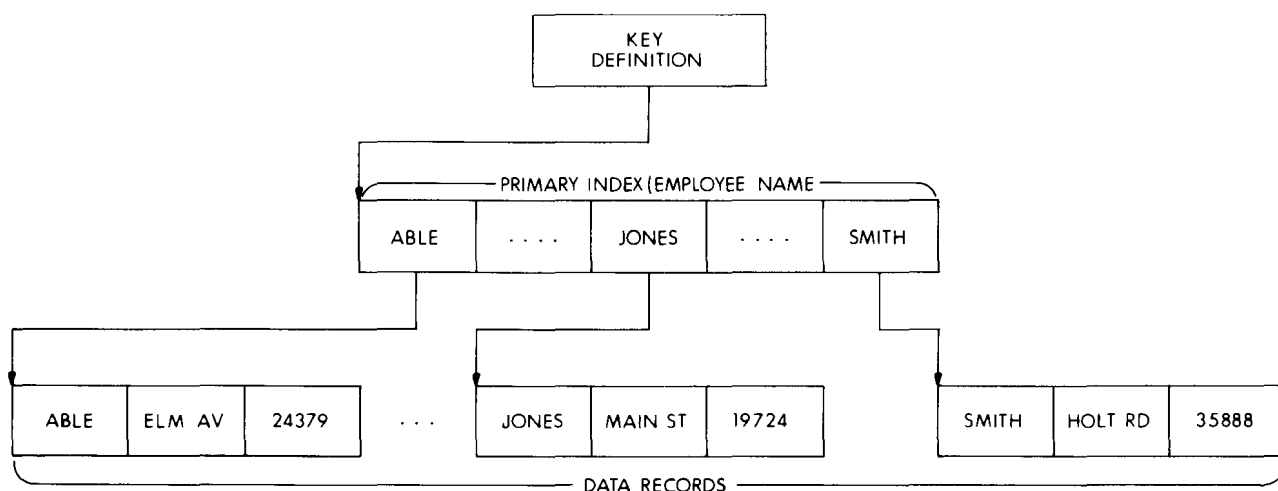 KEY
DEFINITION
PRIMARY INDEX (EMPLOYEE NAME
ABLE .... JONES .... SMITH
ABLE ELM AV 24379 ... JONES MAIN ST 19724 SMITH HOLT RD 35888
DATA RECORDS